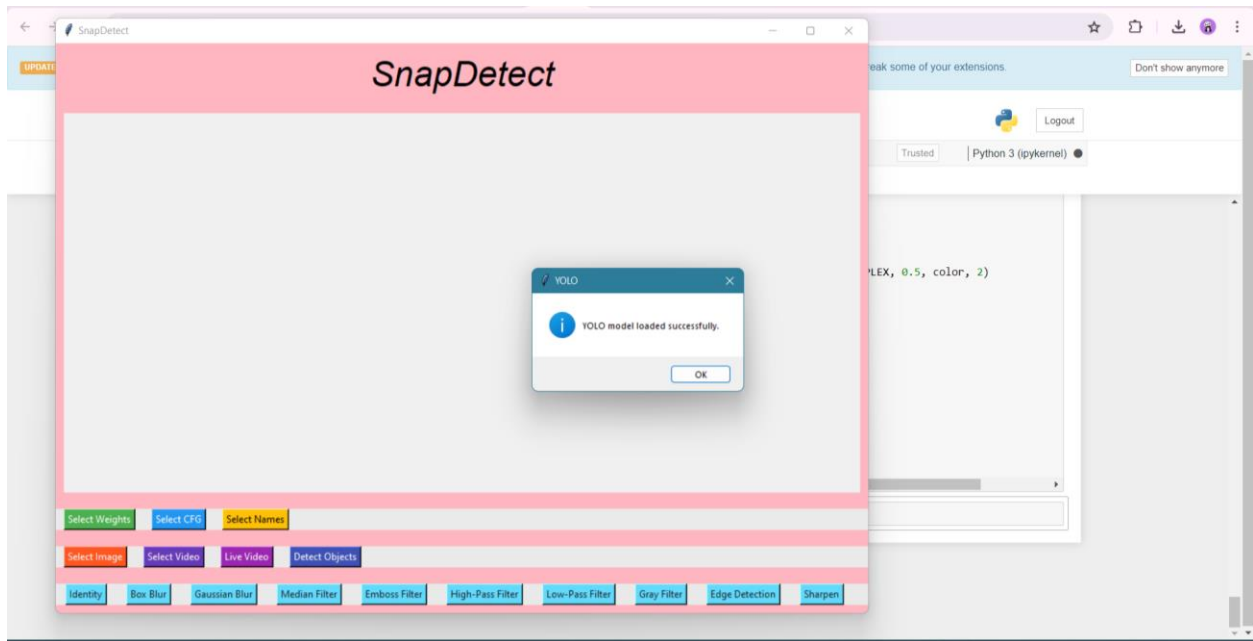 SnapDetect
UPDATE
eak some of your extensions.
Don't show anymore
SnapDetect
Logout
Trusted
Python 3 (ipykernel)
PLEX, 0.5, color, 2)
YOLO
YOLO model loaded successfully.
OK
Select Weights Select CFG Select Names
Select Image Select Video Live Video Detect Objects
Identity Box Blur Gaussian Blur Median Filter Emboss Filter High-Pass Filter Low-Pass Filter Gray Filter Edge Detection Sharpen